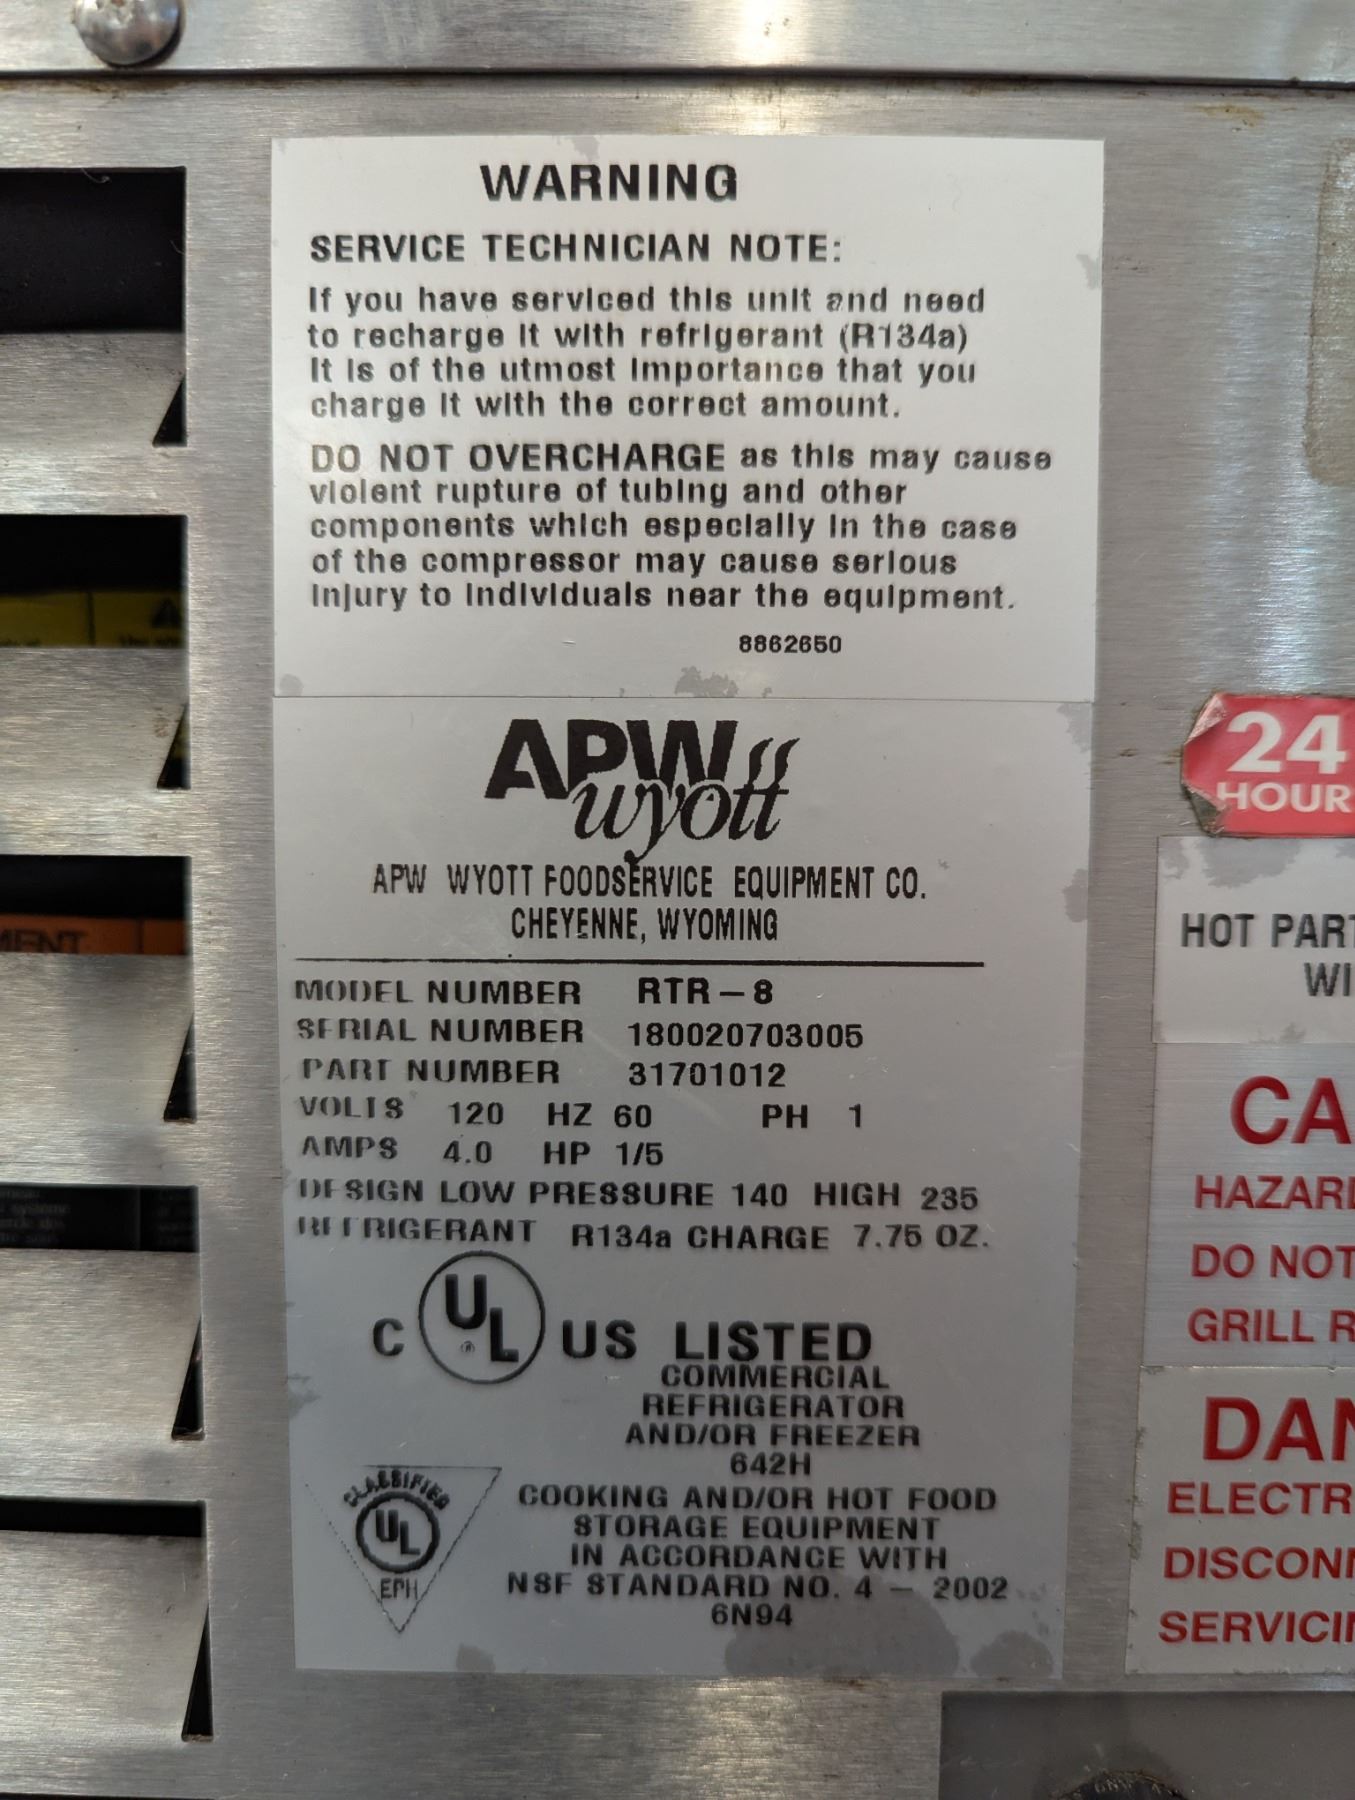 WARNING
SERVICE TECHNICIAN NOTE:
If you have serviced this unit and need
to recharge it with refrigerant (R134a)
It is of the utmost importance that you
charge it with the correct amount.
DO NOT OVERCHARGE as this may cause
violent rupture of tubing and other
components which especially in the case
of the compressor may cause serious
injury to individuals near the equipment.
8862650
APW
wyott
APW WYOTT FOODSERVICE EQUIPMENT CO.
CHEYENNE, WYOMING
MODEL NUMBER RTR-8
SERIAL NUMBER 180020703005
PART NUMBER 31701012
VOLTS 120 HZ 60 PH 1
AMPS 4.0 HP 1/5
DESIGN LOW PRESSURE 140 HIGH 235
REFRIGERANT R134a CHARGE 7.75 OZ.
C UL ® US LISTED
COMMERCIAL
REFRIGERATOR
AND/OR FREEZER
642H
CLASSIFIED
UL
EPH
COOKING AND/OR HOT FOOD
STORAGE EQUIPMENT
IN ACCORDANCE WITH
NSF STANDARD NO. 4 - 2002
6N94
24
HOUR
HOT PART
WI
CA
HAZARD
DO NOT
GRILL R
DAN
ELECTR
DISCONN
SERVICIN
MENT